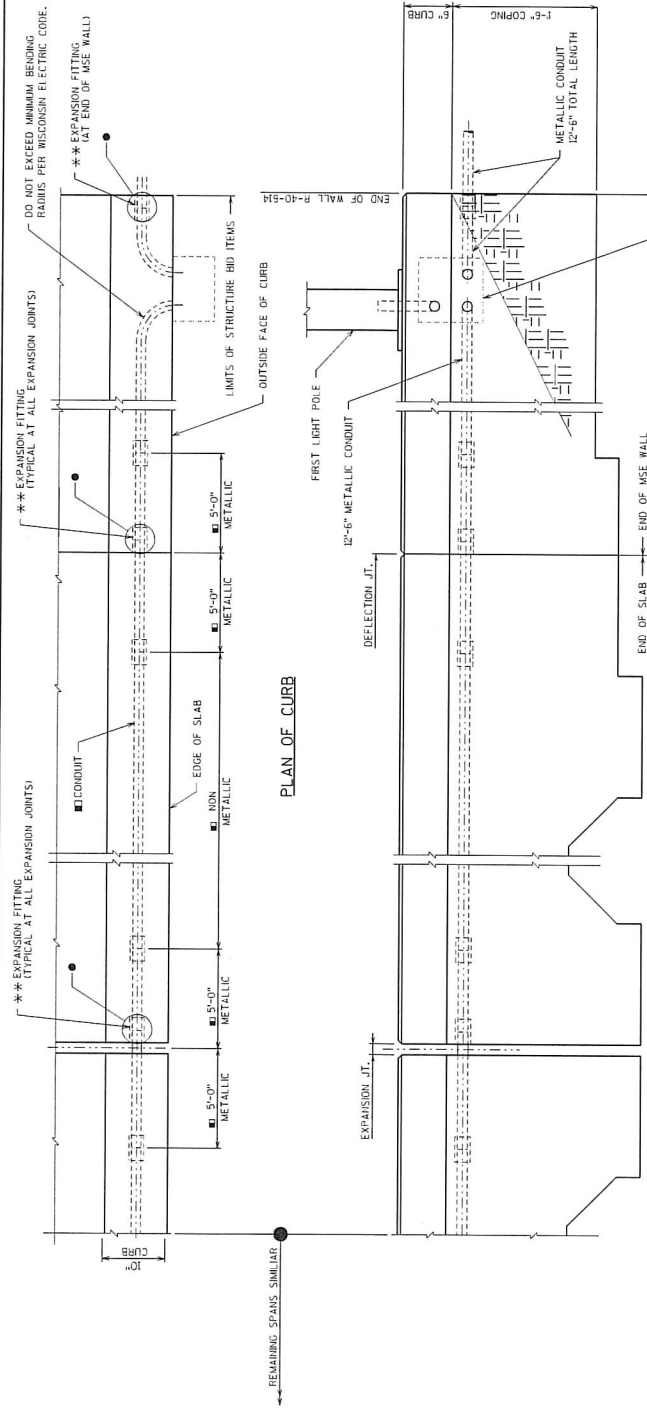 ** EXPANSION FITTING
(TYPICAL AT ALL EXPANSION JOINTS)
** EXPANSION FITTING
(TYPICAL AT ALL EXPANSION JOINTS)
DO NOT EXCEED MINIMUM BENDING
RADIUS PER WISCONSIN ELECTRIC CODE.
** EXPANSION FITTING
(AT END OF MSE WALL)
CONDUIT
10"
CURB
EDGE OF SLAB
5'-0"
METALLIC
5'-0"
METALLIC
NON
METALLIC
5'-0"
METALLIC
5'-0"
METALLIC
LIMITS OF STRUCTURE BID ITEMS
OUTSIDE FACE OF CURB
PLAN OF CURB
REMAINING SPANS SIMILIAR
END OF WALL R-40-514
FIRST LIGHT POLE
12'-6" METALLIC CONDUIT
EXPANSION JT.
DEFLECTION JT.
6" CURB
1'-6" COPING
METALLIC CONDUIT
12'-6" TOTAL LENGTH
END OF SLAB
END OF MSE WALL